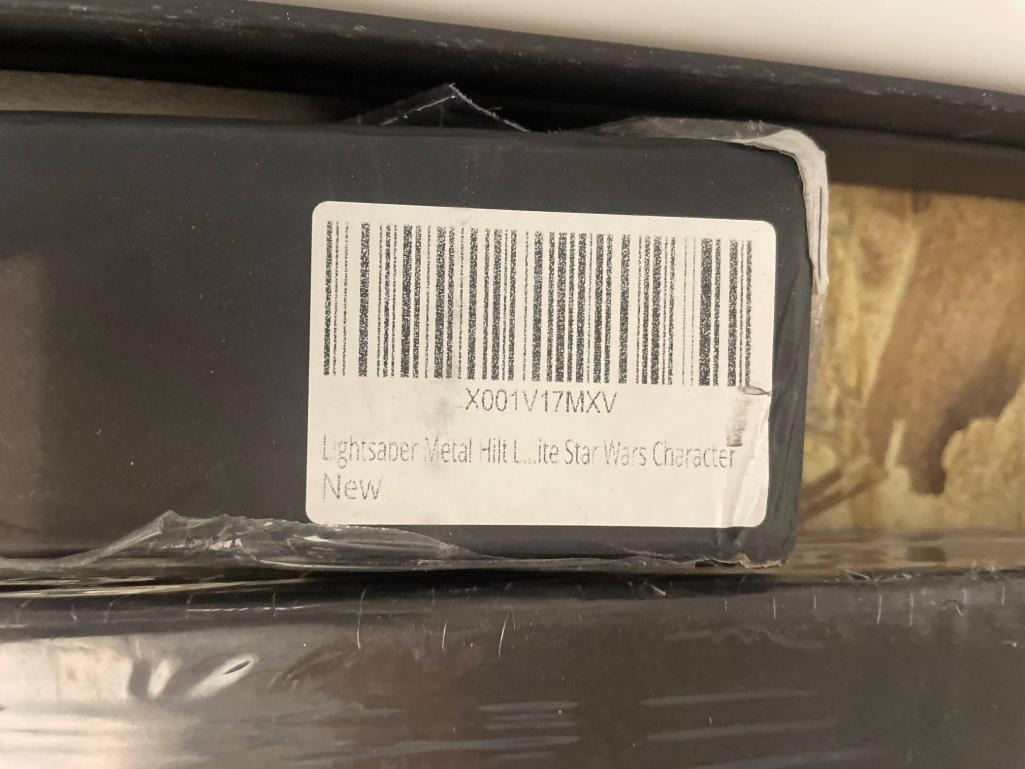 X001V17MXV
Lightsaber Metal Hilt L...ite Star Wars Character
New